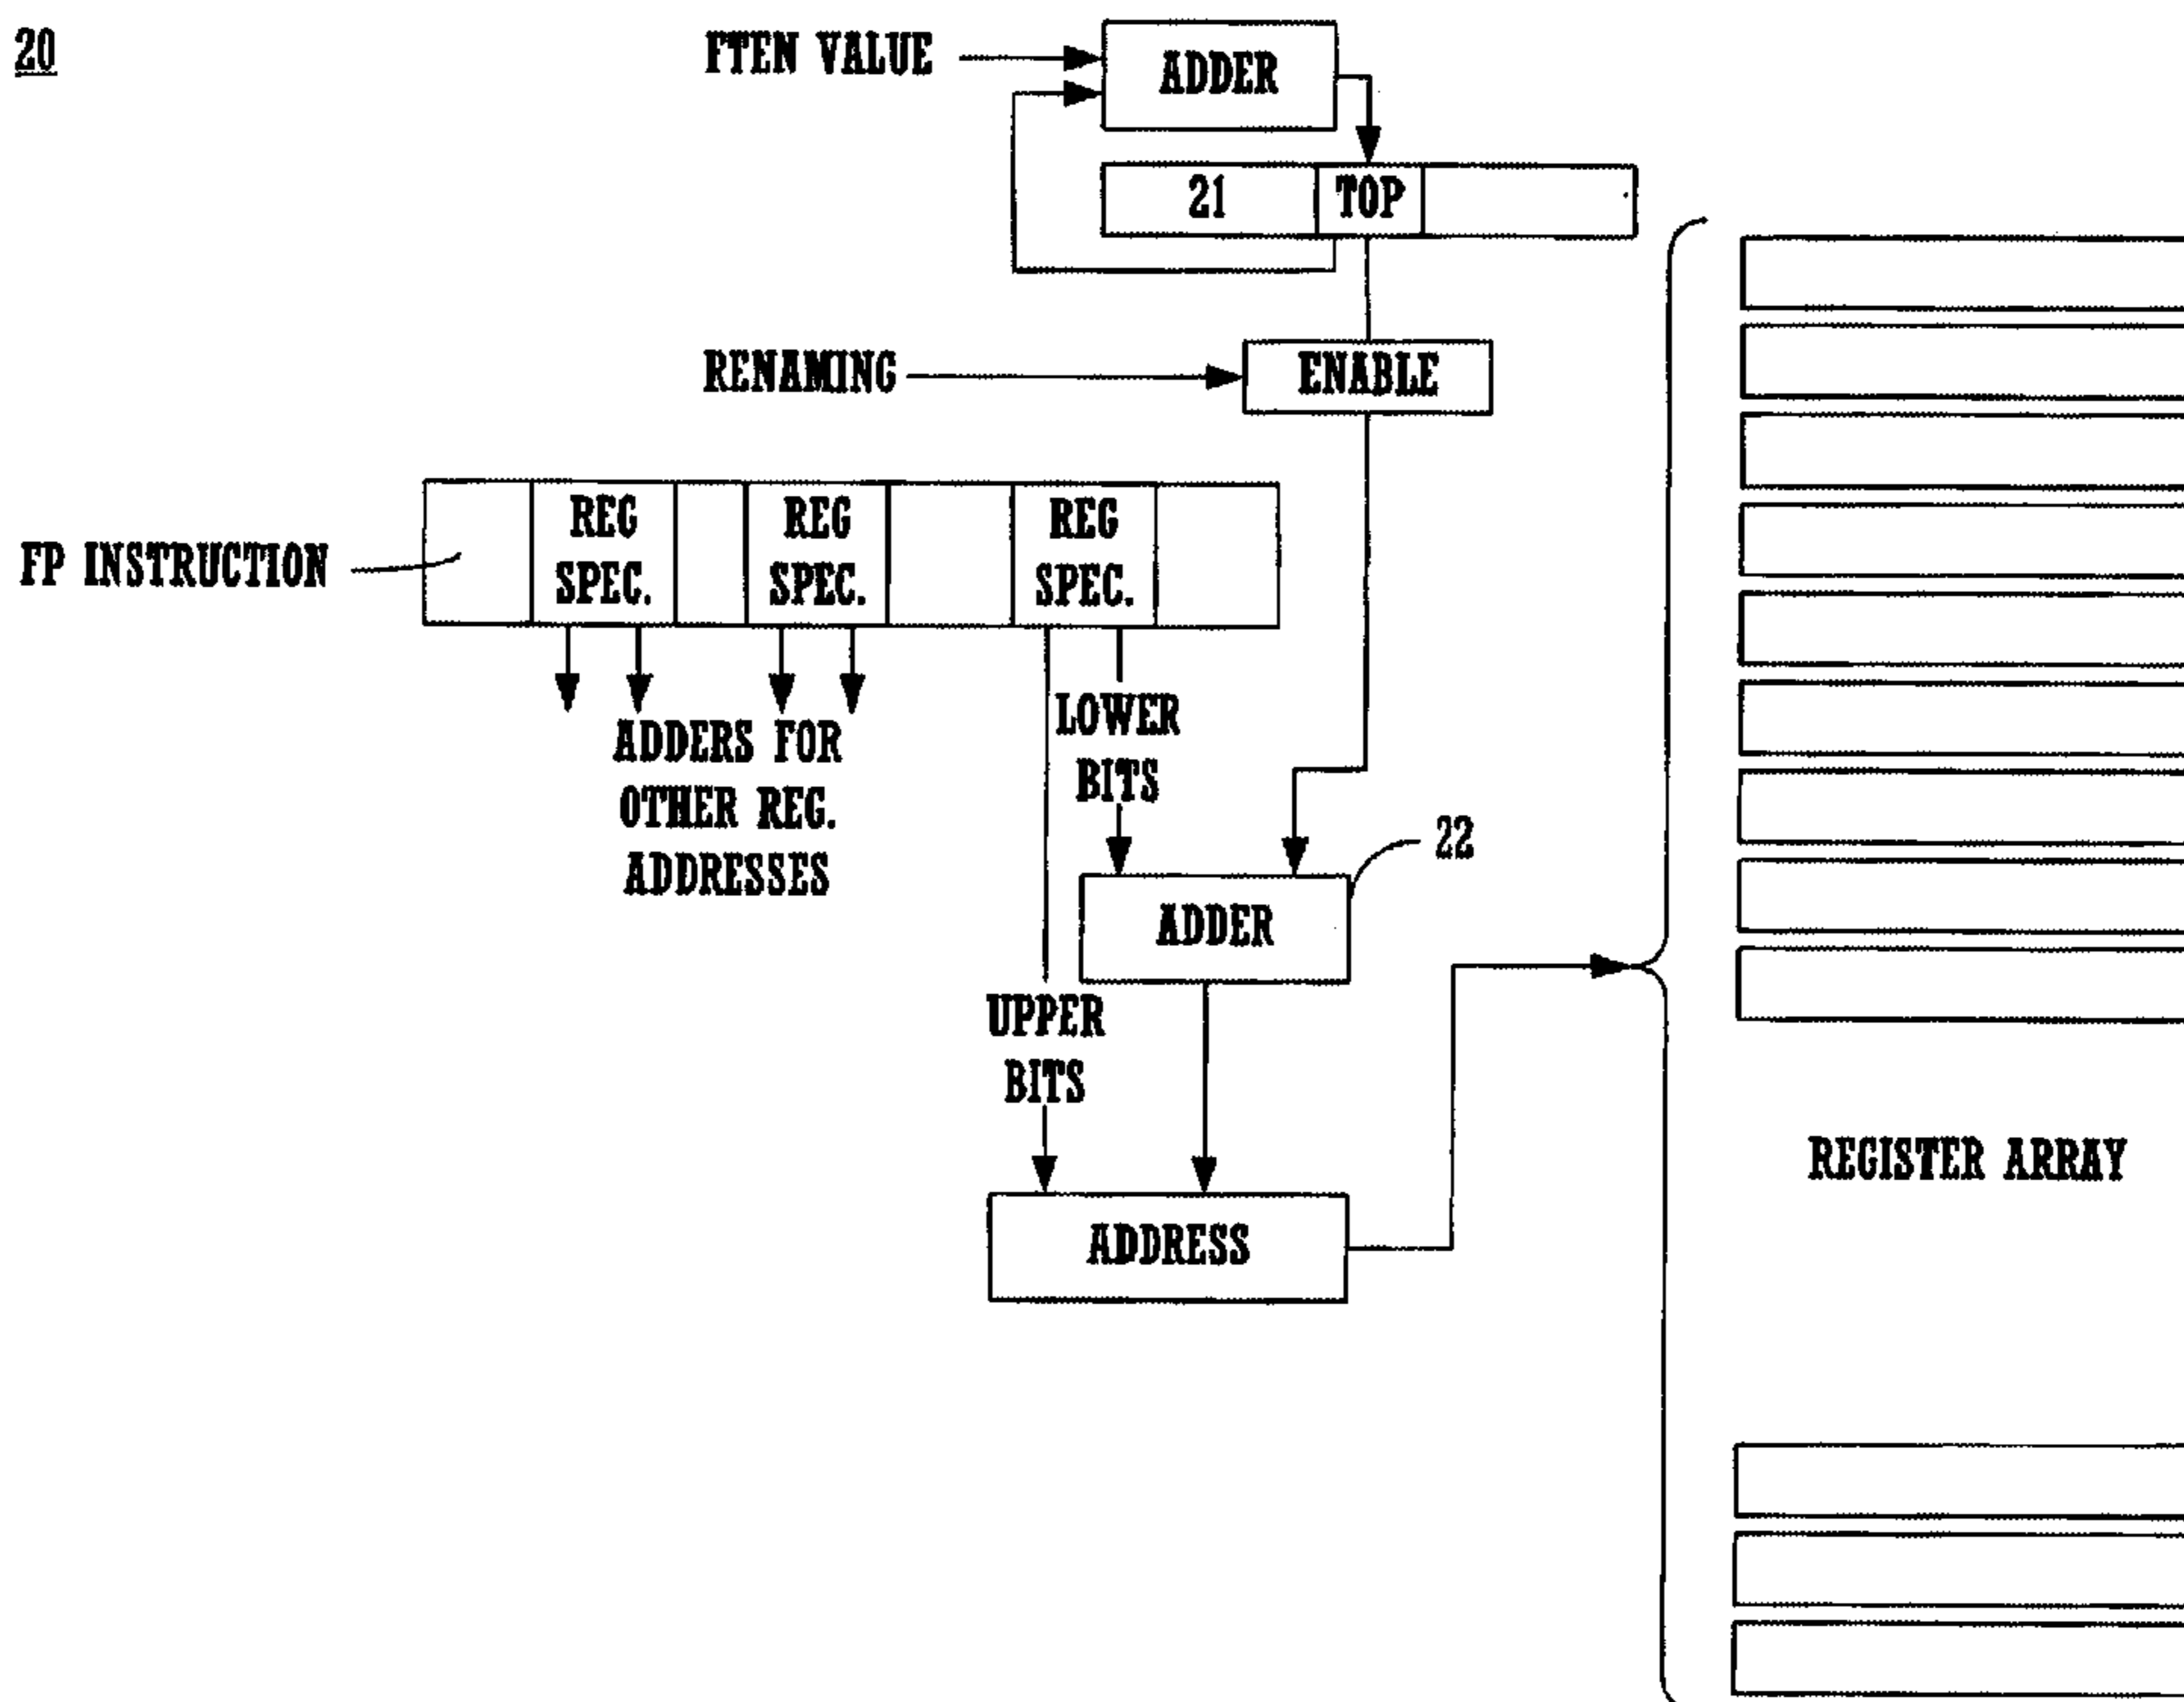 20
FTEN VALUE
ADDER
21
TOP
RENAMING
ENABLE
FP INSTRUCTION
REG
SPEC.
REG
SPEC.
REG
SPEC.
ADDERS FOR
OTHER REG.
ADDRESSES
LOWER
BITS
22
ADDER
UPPER
BITS
ADDRESS
REGISTER ARRAY